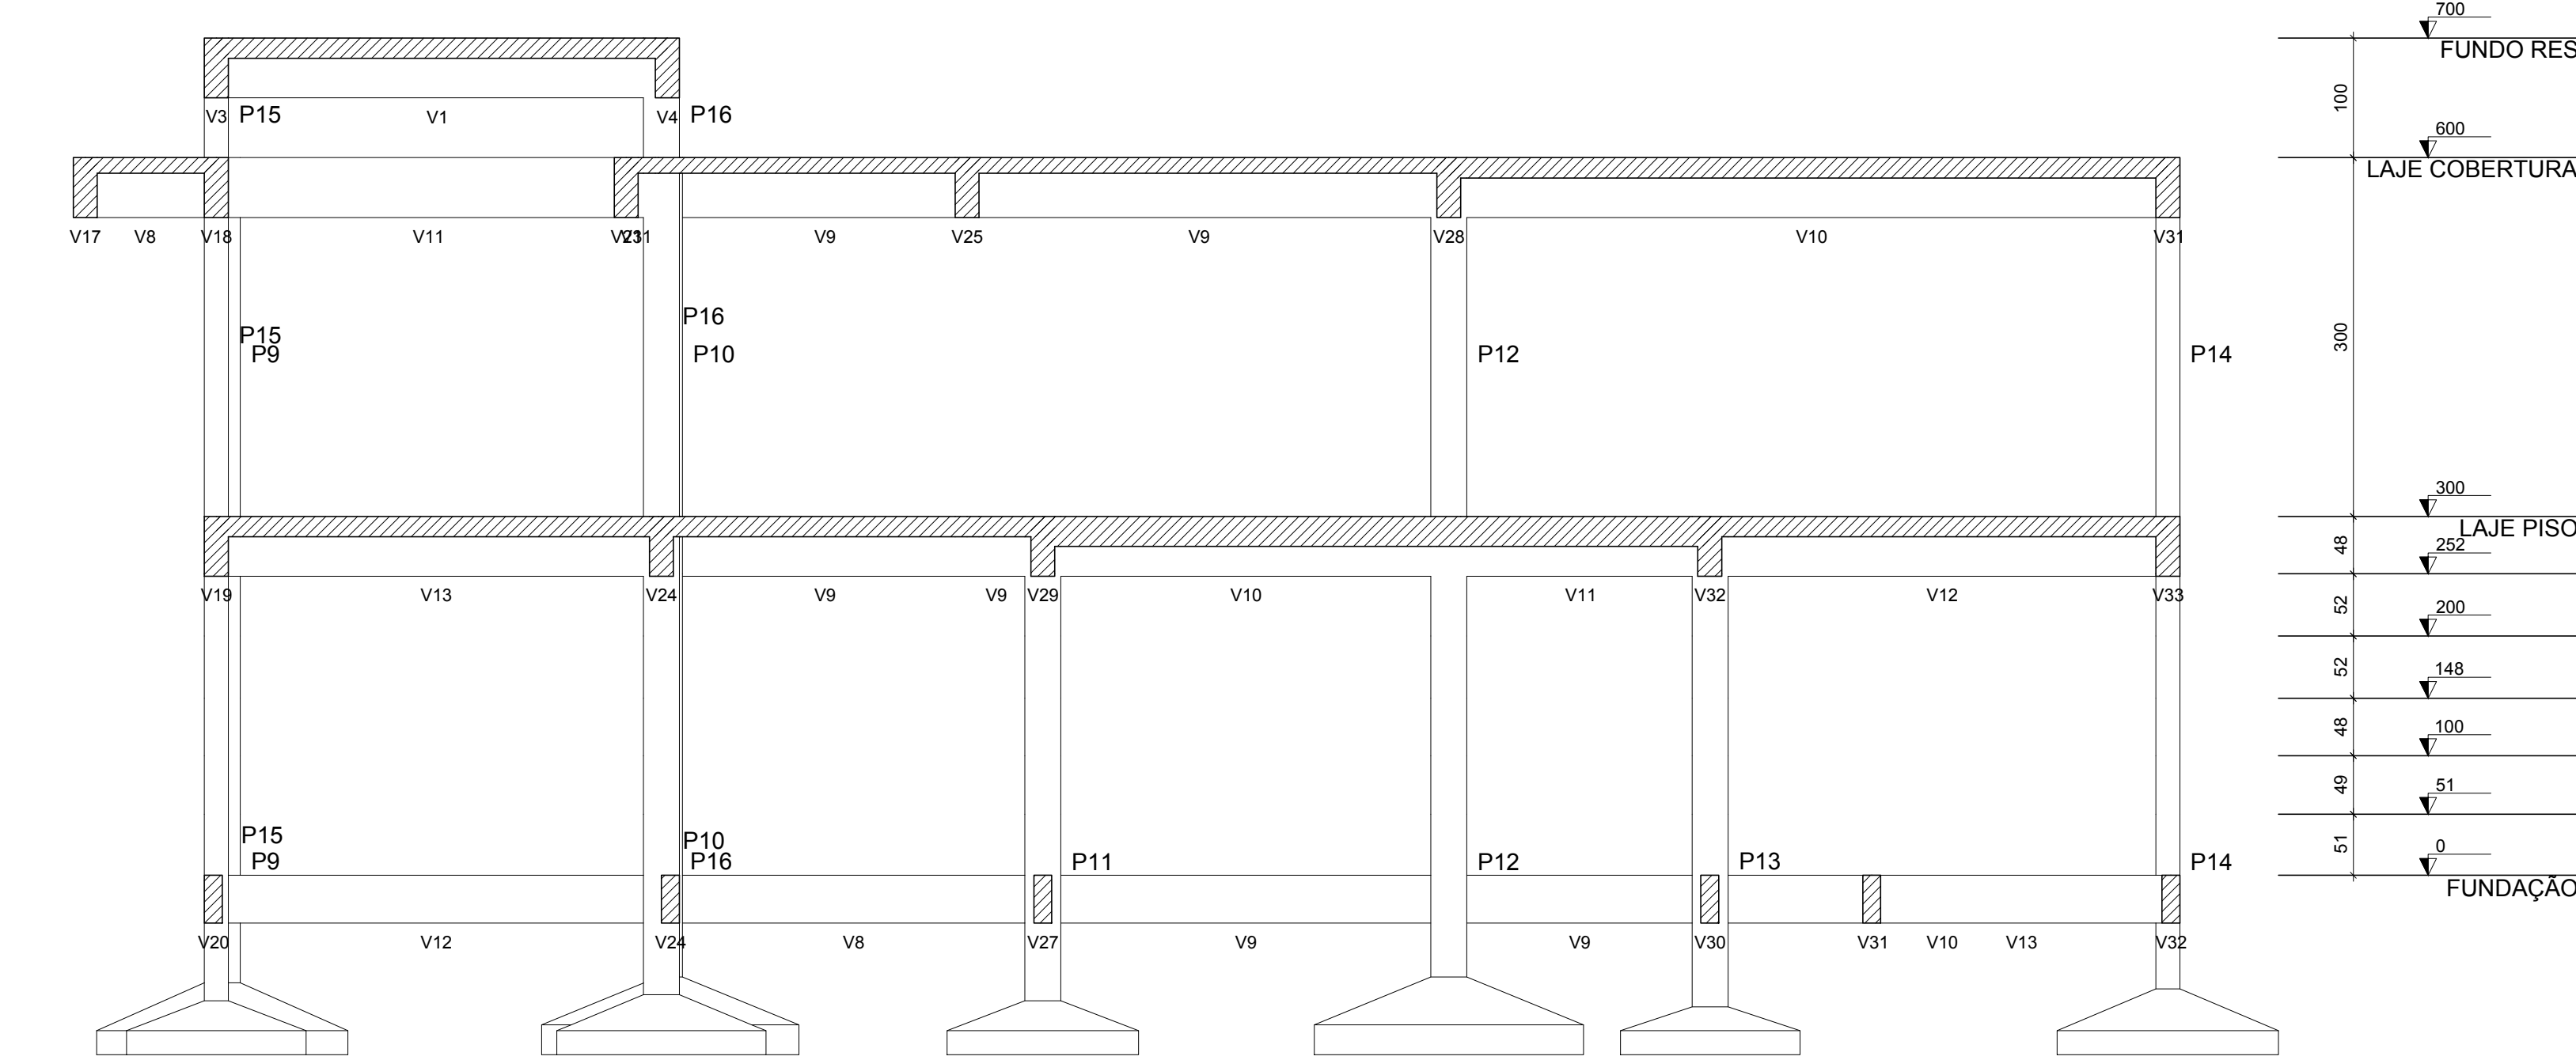 700
FUNDO RES
100
V3 P15 V1 V4 P16
600
LAJE COBERTURA
V17 V8 V18 V11 V9 V25 V9 V28 V10 V31
P16
P15
300
P9 P10 P12 P14
300
LAJE PISO
48
252
V19 V13 V24 V9 V9 V29 V10 V11 V32 V12 V33
52
200
52
148
48
100
49
51
P15
P10
51
0
P9 P16 P11 P12 P13 P14
FUNDAÇÃO
V20 V12 V24 V8 V27 V9 V9 V30 V31 V10 V13 V32